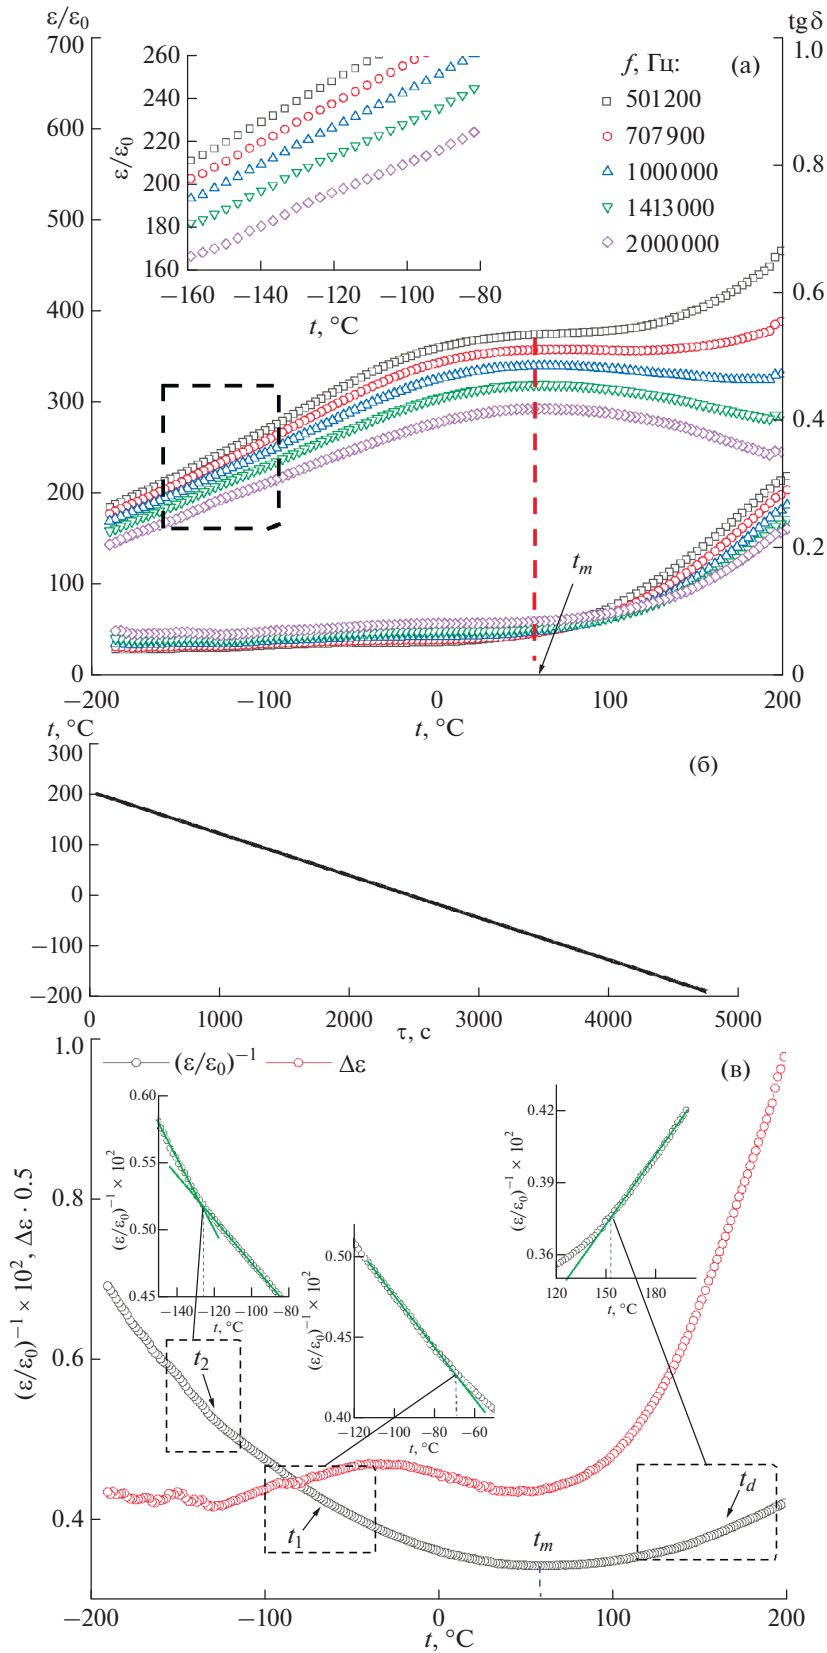 ε/ε₀
tg δ
700
1.0
(а)
f, Гц:
501200
707900
1000000
1413000
2000000
260
240
220
200
180
160
ε/ε₀
−160 −140 −120 −100 −80
t, °C
600
500
400
300
200
100
0
0.8
0.6
0.4
0.2
0
tₘ
−200 −100 0 100 200
t, °C
t, °C
300
200
100
0
−100
−200
(б)
0 1000 2000 3000 4000 5000
τ, с
1.0
(ε/ε₀)⁻¹ Δε
(в)
0.60
0.55
0.50
0.45
(ε/ε₀)⁻¹ × 10²
−140 −120 −100 −80
t, °C
0.42
0.39
0.36
(ε/ε₀)⁻¹ × 10²
120 150 180
t, °C
0.50
0.45
0.40
(ε/ε₀)⁻¹ × 10²
−120 −100 −80 −60
t, °C
0.8
0.6
0.4
(ε/ε₀)⁻¹ × 10², Δε · 0.5
t₂
t₁
tₘ
t_d
−200 −100 0 100 200
t, °C